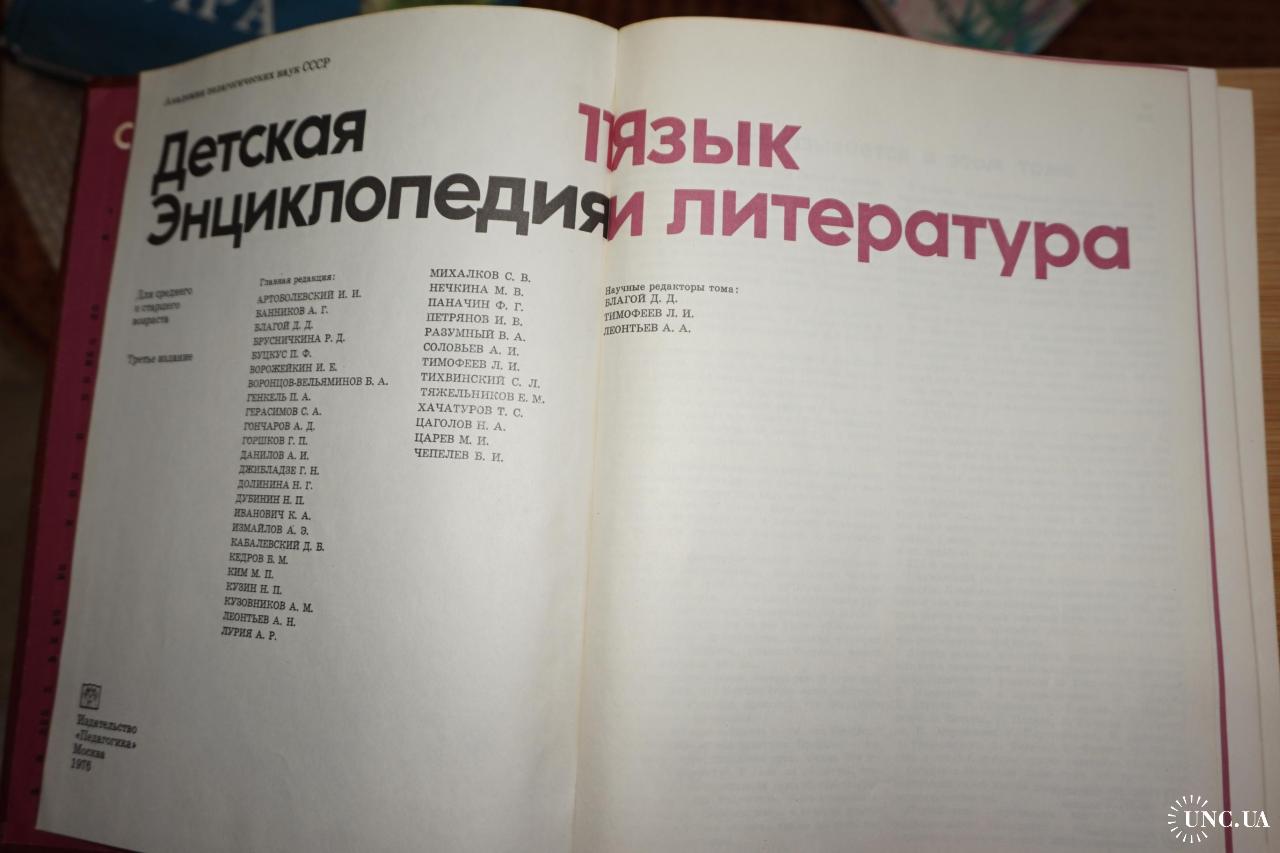 ЛРА
Академия педагогических наук СССР
Детская
Энциклопедия
11
Язык
и литература
Для среднего
и старшего
возраста
Третье издание
Главная редакция:
АРТОБОЛЕВСКИЙ И. И.
БАННИКОВ А. Г.
БЛАГОЙ Д. Д.
БРУСНИЧКИНА Р. Д.
БУЦКУС П. Ф.
ВОРОЖЕЙКИН И. Е.
ВОРОНЦОВ-ВЕЛЬЯМИНОВ Б. А.
ГЕНКЕЛЬ П. А.
ГЕРАСИМОВ С. А.
ГОНЧАРОВ А. Д.
ГОРШКОВ Г. П.
ДАНИЛОВ А. И.
ДЖИБЛАДЗЕ Г. Н.
ДОЛИНИНА Н. Г.
ДУБИНИН Н. П.
ИВАНОВИЧ К. А.
ИЗМАЙЛОВ А. Э.
КАБАЛЕВСКИЙ Д. Б.
КЕДРОВ Б. М.
КИМ М. П.
КУЗИН Н. П.
КУЗОВНИКОВ А. М.
ЛЕОНТЬЕВ А. Н.
ЛУРИЯ А. Р.
МИХАЛКОВ С. В.
НЕЧКИНА М. В.
ПАНАЧИН Ф. Г.
ПЕТРЯНОВ И. В.
РАЗУМНЫЙ В. А.
СОЛОВЬЕВ А. И.
ТИМОФЕЕВ Л. И.
ТИХВИНСКИЙ С. Л.
ТЯЖЕЛЬНИКОВ Е. М.
ХАЧАТУРОВ Т. С.
ЦАГОЛОВ Н. А.
ЦАРЕВ М. И.
ЧЕПЕЛЕВ В. И.
Научные редакторы тома:
БЛАГОЙ Д. Д.
ТИМОФЕЕВ Л. И.
ЛЕОНТЬЕВ А. А.
Издательство
«Педагогика»
Москва
1976
UNC.UA